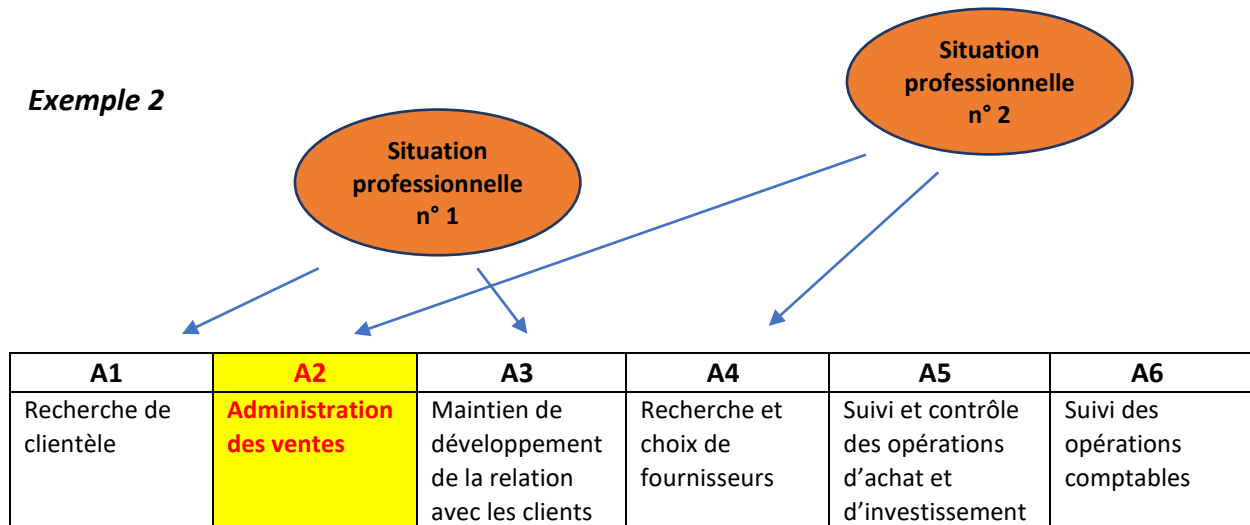 Exemple 2
Situation
professionnelle
n° 1
Situation
professionnelle
n° 2
A1
A2
A3
A4
A5
A6
Recherche de
clientèle
Administration
des ventes
Maintien de
développement
de la relation
avec les clients
Recherche et
choix de
fournisseurs
Suivi et contrôle
des opérations
d’achat et
d’investissement
Suivi des
opérations
comptables